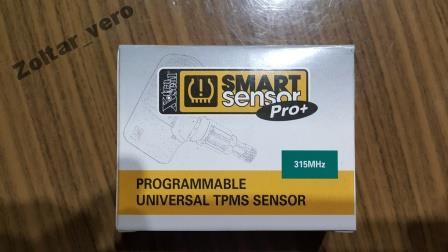 Zoltar_vero
SMART
sensor
Pro+
315MHz
PROGRAMMABLE
UNIVERSAL TPMS SENSOR